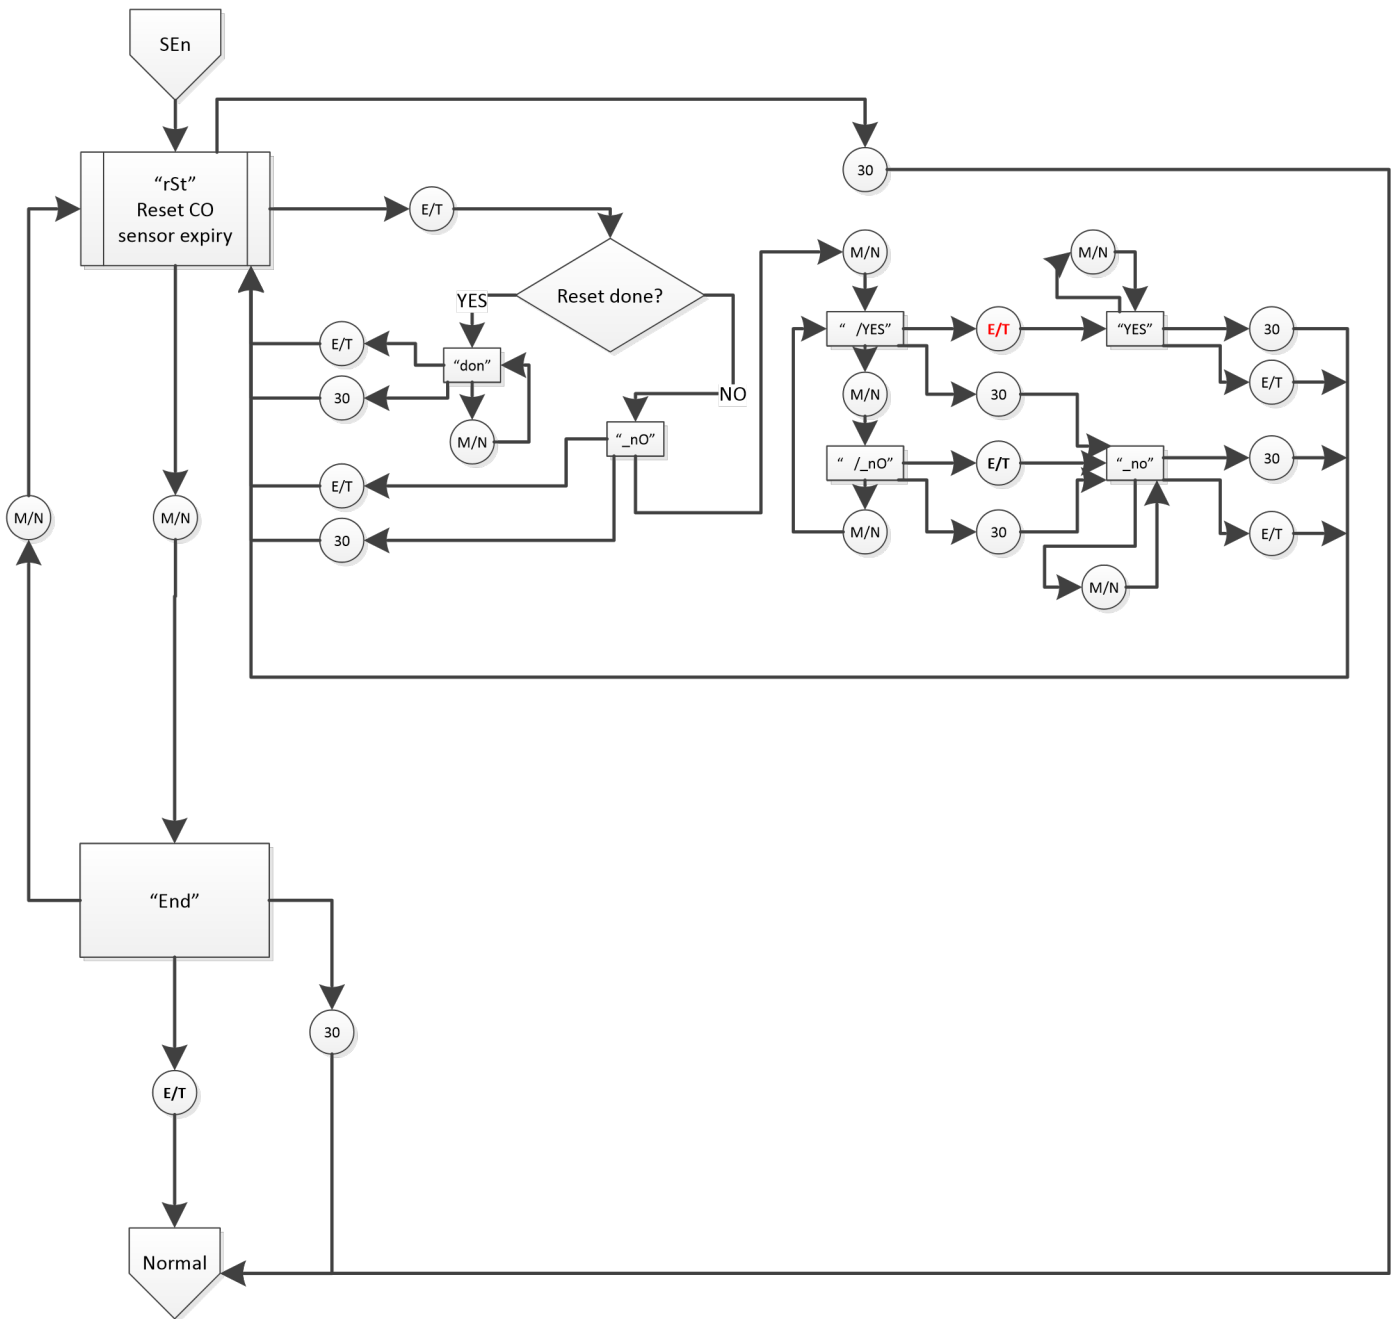 SEn
30
“rSt”
Reset CO
sensor expiry
E/T
M/N
M/N
Reset done?
YES
E/T
“ /YES”
E/T
“YES”
30
“don”
E/T
30
M/N
30
NO
M/N
“_nO”
E/T
“ /_nO”
E/T
“_no”
30
M/N
M/N
30
M/N
30
E/T
M/N
“End”
30
E/T
Normal